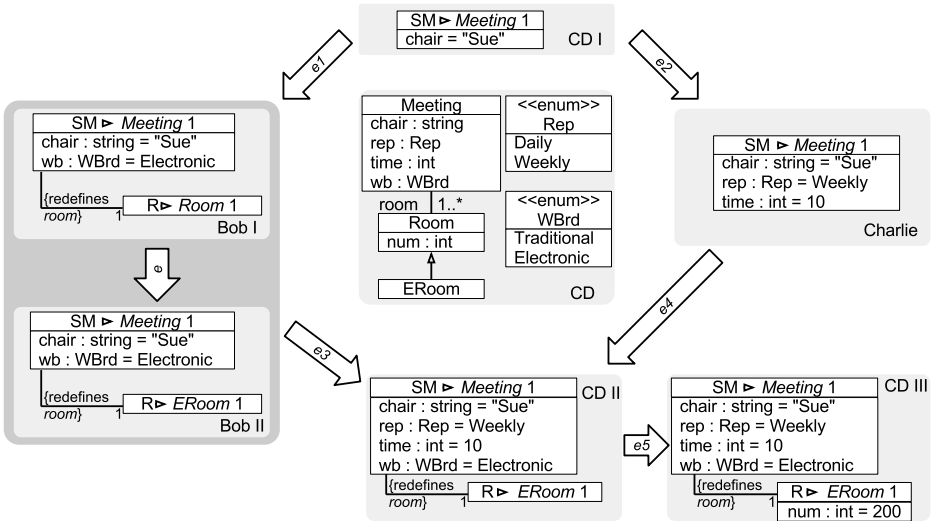 SM ⊳ Meeting 1
chair = "Sue"
CD I
e1
e2
SM ⊳ Meeting 1
chair : string = "Sue"
wb : WBrd = Electronic
{redefines
room}
1
R⊳ Room 1
Bob I
e
SM ⊳ Meeting 1
chair : string = "Sue"
wb : WBrd = Electronic
{redefines
room}
1
R⊳ ERoom 1
Bob II
Meeting
chair : string
rep : Rep
time : int
wb : WBrd
room
1..*
Room
num : int
ERoom
<<enum>>
Rep
Daily
Weekly
<<enum>>
WBrd
Traditional
Electronic
CD
SM ⊳ Meeting 1
chair : string = "Sue"
rep : Rep = Weekly
time : int = 10
Charlie
e3
e4
SM ⊳ Meeting 1
chair : string = "Sue"
rep : Rep = Weekly
time : int = 10
wb : WBrd = Electronic
{redefines
room}
1
R⊳ ERoom 1
CD II
e5
SM ⊳ Meeting 1
chair : string = "Sue"
rep : Rep = Weekly
time : int = 10
wb : WBrd = Electronic
{redefines
room}
1
R⊳ ERoom 1
num : int = 200
CD III